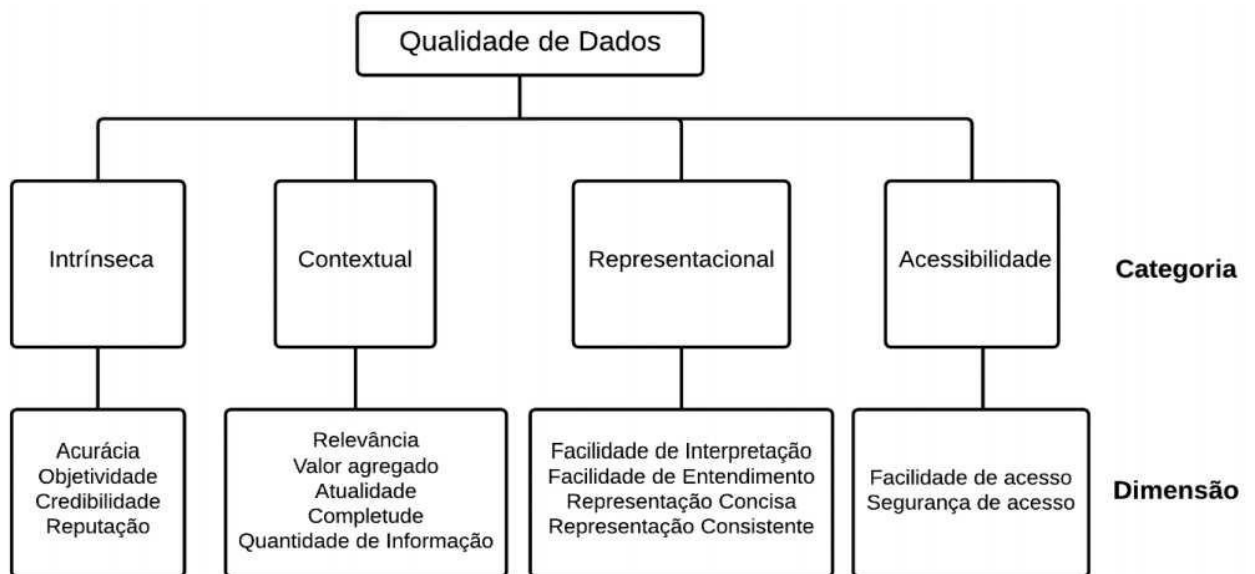 Qualidade de Dados
Intrínseca
Contextual
Representacional
Acessibilidade
Categoria
Acurácia
Objetividade
Credibilidade
Reputação
Relevância
Valor agregado
Atualidade
Completude
Quantidade de Informação
Facilidade de Interpretação
Facilidade de Entendimento
Representação Concisa
Representação Consistente
Facilidade de acesso
Segurança de acesso
Dimensão